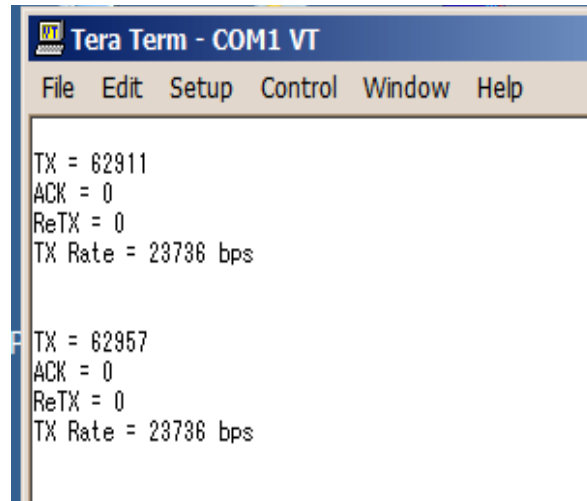 Tera Term - COM1 VT
File Edit Setup Control Window Help
TX = 62911
ACK = 0
ReTX = 0
TX Rate = 23736 bps
TX = 62957
ACK = 0
ReTX = 0
TX Rate = 23736 bps